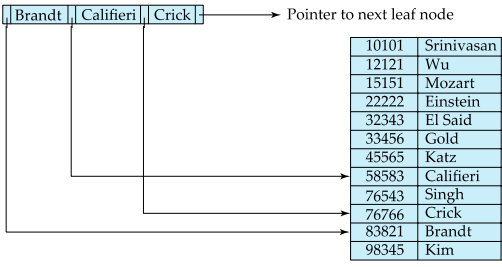 Brandt Califieri Crick Pointer to next leaf node
10101 Srinivasan
12121 Wu
15151 Mozart
22222 Einstein
32343 El Said
33456 Gold
45565 Katz
58583 Califieri
76543 Singh
76766 Crick
83821 Brandt
98345 Kim